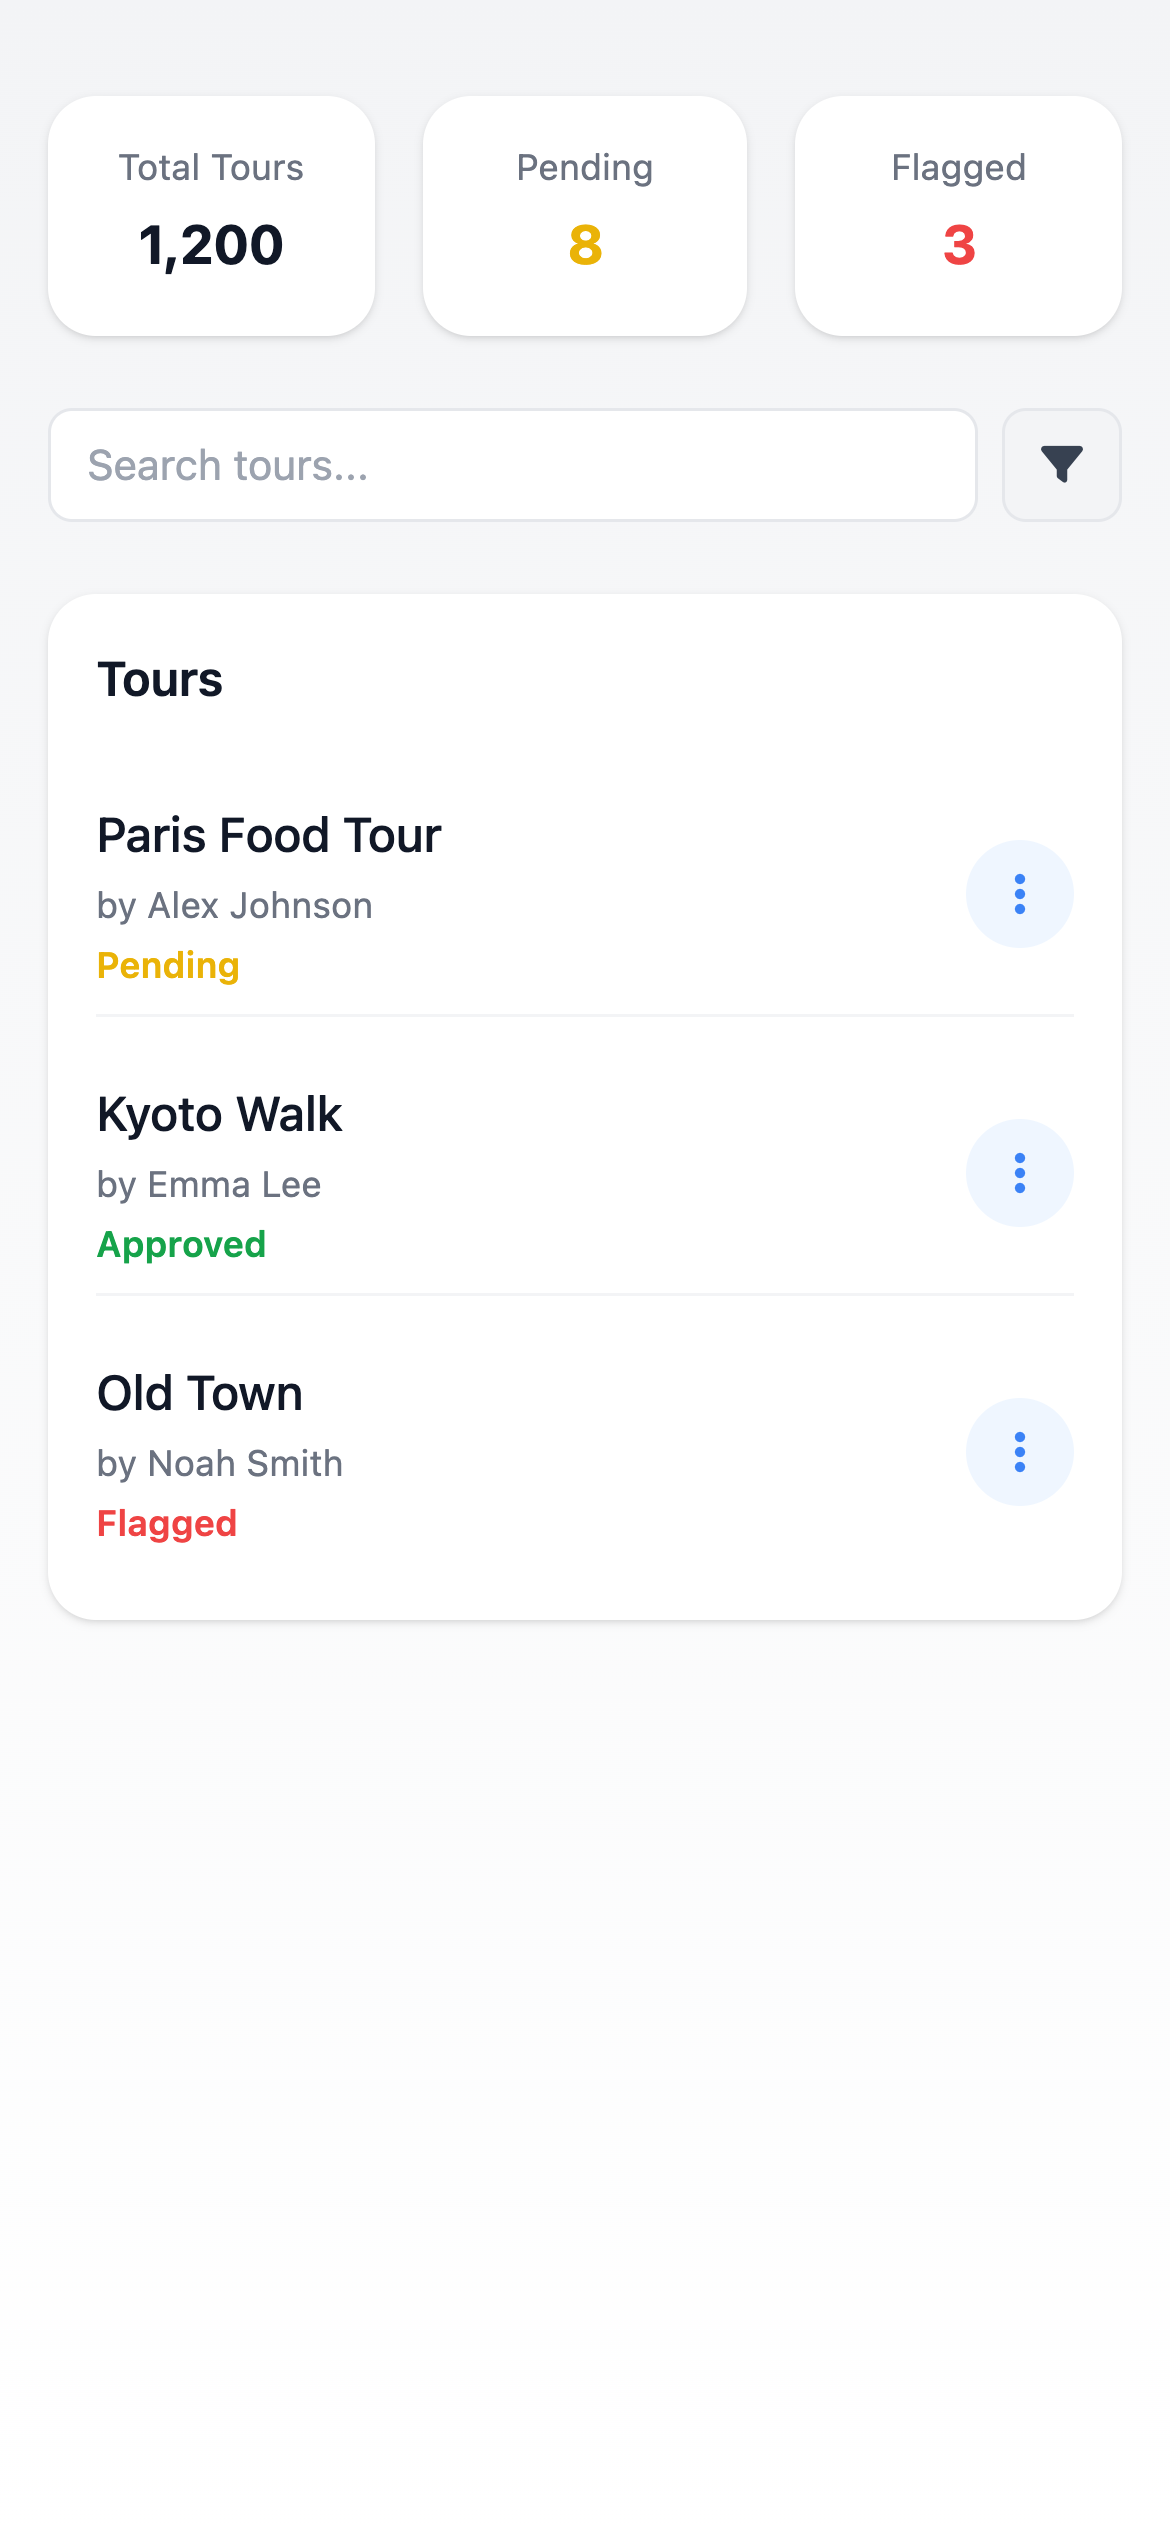 Total Tours
1,200
Pending
8
Flagged
3
Search tours...
Tours
Paris Food Tour
by Alex Johnson
Pending
Kyoto Walk
by Emma Lee
Approved
Old Town
by Noah Smith
Flagged